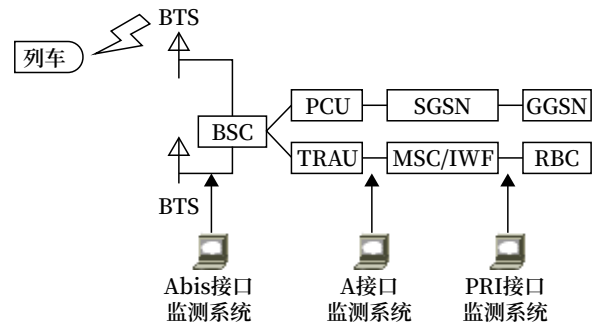 BTS
列车
PCU
SGSN
GGSN
BSC
TRAU
MSC/IWF
RBC
BTS
Abis接口
监测系统
A接口
监测系统
PRI接口
监测系统